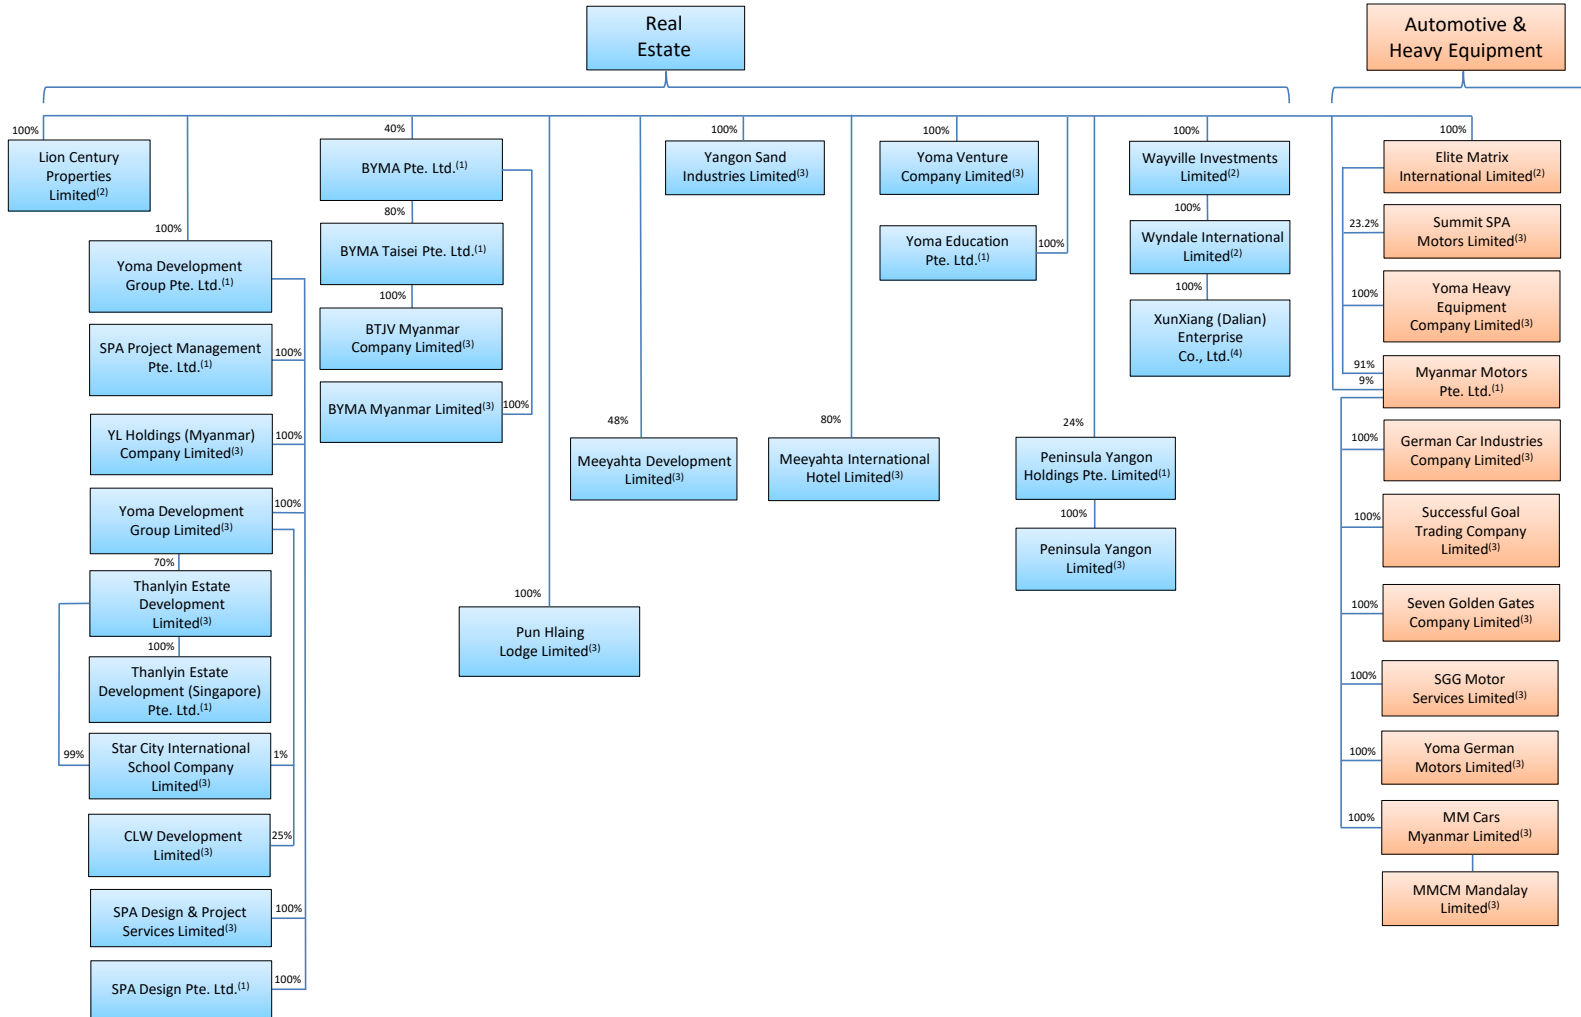 Real
Estate
Automotive &
Heavy Equipment
100%
Lion Century
Properties
Limited(2)
100%
Yoma Development
Group Pte. Ltd.(1)
SPA Project Management
Pte. Ltd.(1)
100%
YL Holdings (Myanmar)
Company Limited(3)
100%
Yoma Development
Group Limited(3)
100%
70%
Thanlyin Estate
Development
Limited(3)
100%
Thanlyin Estate
Development (Singapore)
Pte. Ltd.(1)
99%
Star City International
School Company
Limited(3)
1%
CLW Development
Limited(3)
25%
SPA Design & Project
Services Limited(3)
100%
SPA Design Pte. Ltd.(1)
100%
40%
BYMA Pte. Ltd.(1)
80%
BYMA Taisei Pte. Ltd.(1)
100%
BTJV Myanmar
Company Limited(3)
BYMA Myanmar Limited(3)
100%
100%
Pun Hlaing
Lodge Limited(3)
48%
Meeyahta Development
Limited(3)
100%
Yangon Sand
Industries Limited(3)
80%
Meeyahta International
Hotel Limited(3)
100%
Yoma Venture
Company Limited(3)
Yoma Education
Pte. Ltd.(1)
100%
24%
Peninsula Yangon
Holdings Pte. Limited(1)
100%
Peninsula Yangon
Limited(3)
100%
Wayville Investments
Limited(2)
100%
Wyndale International
Limited(2)
100%
XunXiang (Dalian)
Enterprise
Co., Ltd.(4)
100%
Elite Matrix
International Limited(2)
23.2%
Summit SPA
Motors Limited(3)
100%
Yoma Heavy
Equipment
Company Limited(3)
91%
9%
Myanmar Motors
Pte. Ltd.(1)
100%
German Car Industries
Company Limited(3)
100%
Successful Goal
Trading Company
Limited(3)
100%
Seven Golden Gates
Company Limited(3)
100%
SGG Motor
Services Limited(3)
100%
Yoma German
Motors Limited(3)
100%
MM Cars
Myanmar Limited(3)
MMCM Mandalay
Limited(3)